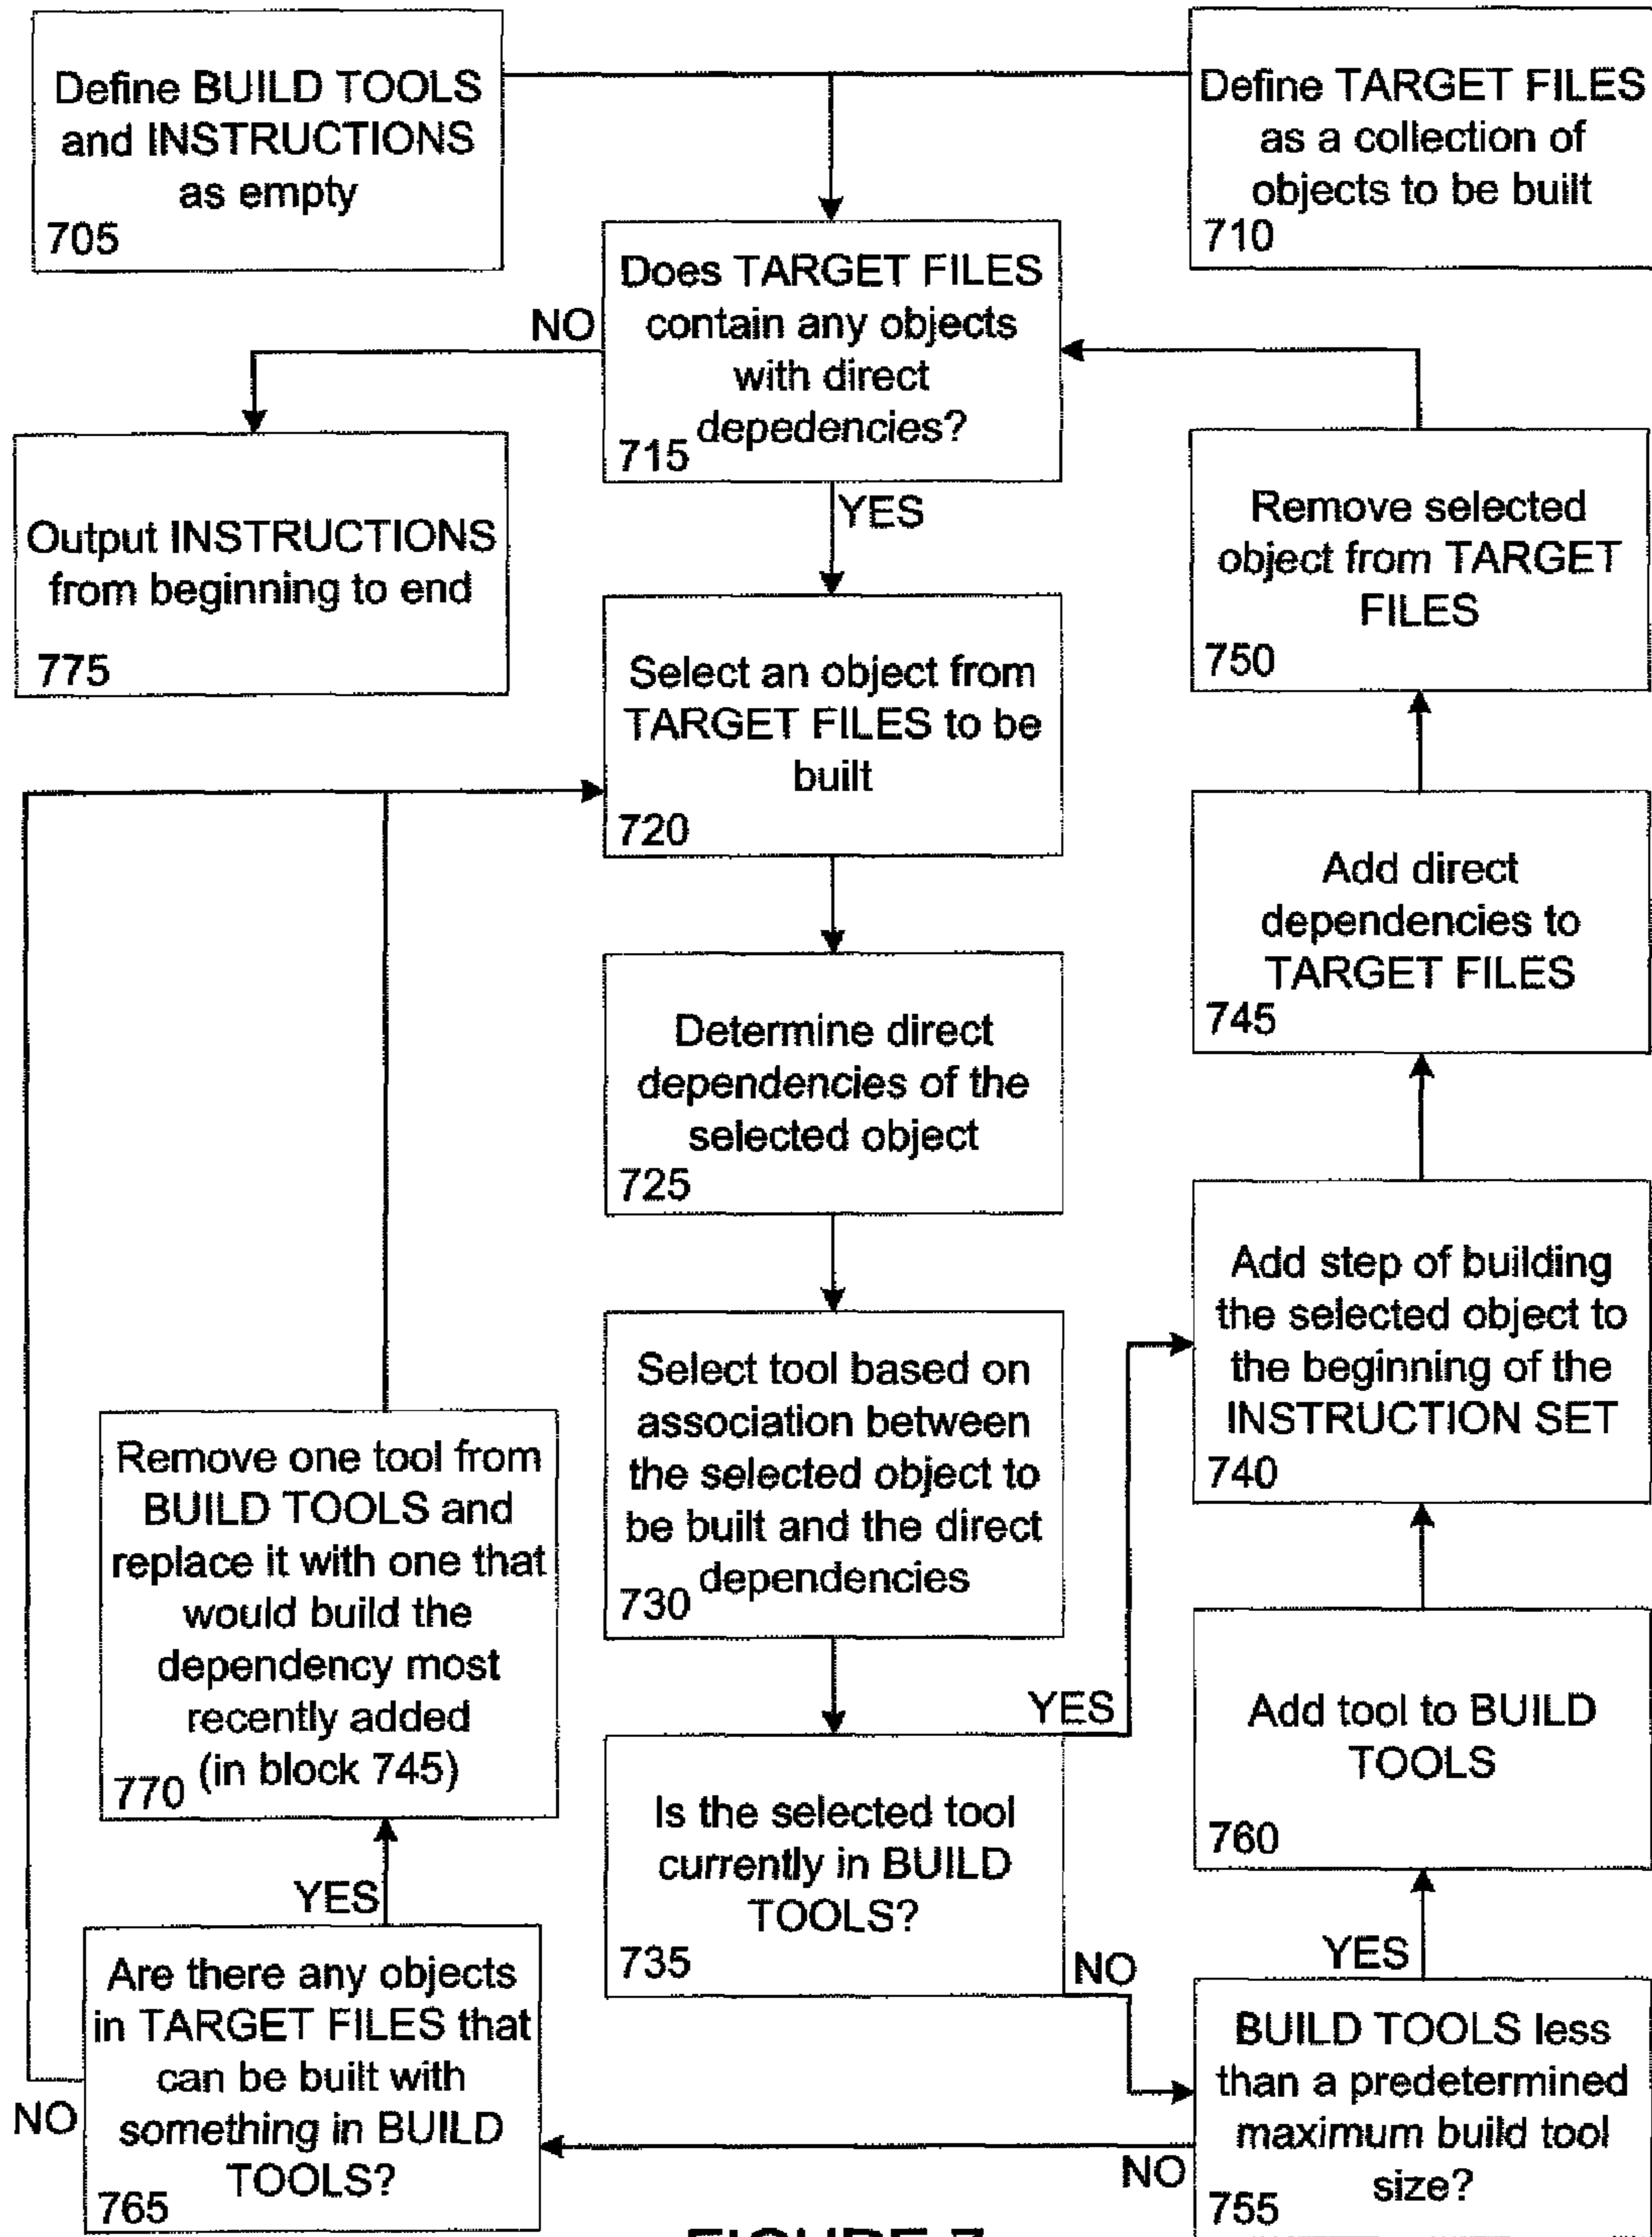 Define BUILD TOOLS
and INSTRUCTIONS
as empty
705
Define TARGET FILES
as a collection of
objects to be built
710
Does TARGET FILES
contain any objects
with direct
depedencies?
715
NO
YES
Output INSTRUCTIONS
from beginning to end
775
Remove selected
object from TARGET
FILES
750
Select an object from
TARGET FILES to be
built
720
Add direct
dependencies to
TARGET FILES
745
Determine direct
dependencies of the
selected object
725
Add step of building
the selected object to
the beginning of the
INSTRUCTION SET
740
Select tool based on
association between
the selected object to
be built and the direct
dependencies
730
Remove one tool from
BUILD TOOLS and
replace it with one that
would build the
dependency most
recently added
(in block 745)
770
YES
Add tool to BUILD
TOOLS
760
Is the selected tool
currently in BUILD
TOOLS?
735
NO
YES
YES
Are there any objects
in TARGET FILES that
can be built with
something in BUILD
TOOLS?
765
NO
BUILD TOOLS less
than a predetermined
maximum build tool
size?
755
NO
FIGURE 7